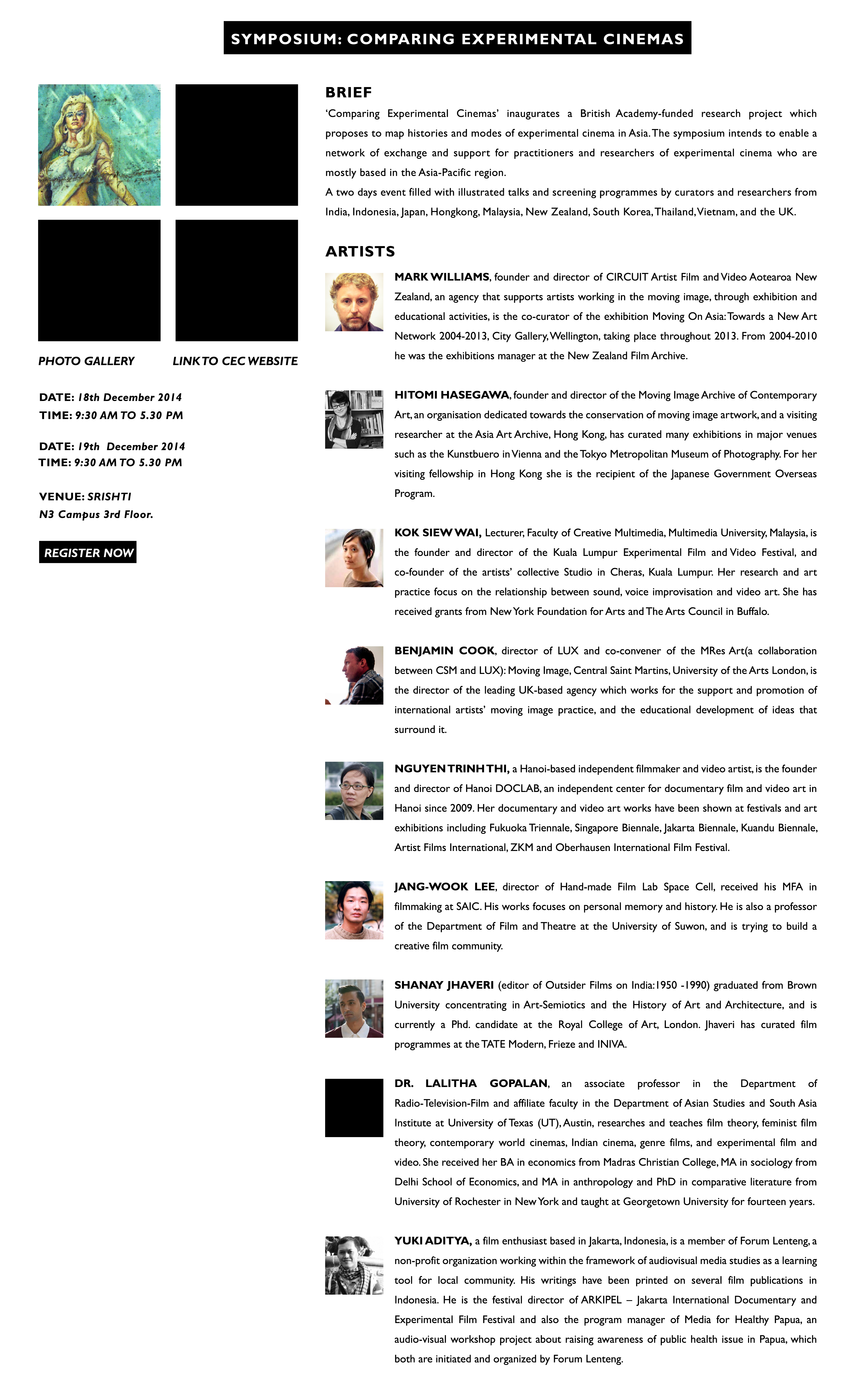 SYMPOSIUM: COMPARING EXPERIMENTAL CINEMAS
PHOTO GALLERY
LINK TO CEC WEBSITE
DATE: 18th December 2014
TIME: 9:30 AM TO 5.30 PM
DATE: 19th December 2014
TIME: 9:30 AM TO 5.30 PM
VENUE: SRISHTI
N3 Campus 3rd Floor.
REGISTER NOW
BRIEF
‘Comparing Experimental Cinemas’ inaugurates a British Academy-funded research project which
proposes to map histories and modes of experimental cinema in Asia. The symposium intends to enable a
network of exchange and support for practitioners and researchers of experimental cinema who are
mostly based in the Asia-Pacific region.
A two days event filled with illustrated talks and screening programmes by curators and researchers from
India, Indonesia, Japan, Hongkong, Malaysia, New Zealand, South Korea, Thailand, Vietnam, and the UK.
ARTISTS
MARK WILLIAMS, founder and director of CIRCUIT Artist Film and Video Aotearoa New
Zealand, an agency that supports artists working in the moving image, through exhibition and
educational activities, is the co-curator of the exhibition Moving On Asia: Towards a New Art
Network 2004-2013, City Gallery, Wellington, taking place throughout 2013. From 2004-2010
he was the exhibitions manager at the New Zealand Film Archive.
HITOMI HASEGAWA, founder and director of the Moving Image Archive of Contemporary
Art, an organisation dedicated towards the conservation of moving image artwork, and a visiting
researcher at the Asia Art Archive, Hong Kong, has curated many exhibitions in major venues
such as the Kunstbuero in Vienna and the Tokyo Metropolitan Museum of Photography. For her
visiting fellowship in Hong Kong she is the recipient of the Japanese Government Overseas
Program.
KOK SIEW WAI, Lecturer, Faculty of Creative Multimedia, Multimedia University, Malaysia, is
the founder and director of the Kuala Lumpur Experimental Film and Video Festival, and
co-founder of the artists’ collective Studio in Cheras, Kuala Lumpur. Her research and art
practice focus on the relationship between sound, voice improvisation and video art. She has
received grants from New York Foundation for Arts and The Arts Council in Buffalo.
BENJAMIN COOK, director of LUX and co-convener of the MRes Art(a collaboration
between CSM and LUX): Moving Image, Central Saint Martins, University of the Arts London, is
the director of the leading UK-based agency which works for the support and promotion of
international artists’ moving image practice, and the educational development of ideas that
surround it.
NGUYEN TRINH THI, a Hanoi-based independent filmmaker and video artist, is the founder
and director of Hanoi DOCLAB, an independent center for documentary film and video art in
Hanoi since 2009. Her documentary and video art works have been shown at festivals and art
exhibitions including Fukuoka Triennale, Singapore Biennale, Jakarta Biennale, Kuandu Biennale,
Artist Films International, ZKM and Oberhausen International Film Festival.
JANG-WOOK LEE, director of Hand-made Film Lab Space Cell, received his MFA in
filmmaking at SAIC. His works focuses on personal memory and history. He is also a professor
of the Department of Film and Theatre at the University of Suwon, and is trying to build a
creative film community.
SHANAY JHAVERI (editor of Outsider Films on India:1950 -1990) graduated from Brown
University concentrating in Art-Semiotics and the History of Art and Architecture, and is
currently a Phd. candidate at the Royal College of Art, London. Jhaveri has curated film
programmes at the TATE Modern, Frieze and INIVA.
DR. LALITHA GOPALAN, an associate professor in the Department of
Radio-Television-Film and affiliate faculty in the Department of Asian Studies and South Asia
Institute at University of Texas (UT), Austin, researches and teaches film theory, feminist film
theory, contemporary world cinemas, Indian cinema, genre films, and experimental film and
video. She received her BA in economics from Madras Christian College, MA in sociology from
Delhi School of Economics, and MA in anthropology and PhD in comparative literature from
University of Rochester in New York and taught at Georgetown University for fourteen years.
YUKI ADITYA, a film enthusiast based in Jakarta, Indonesia, is a member of Forum Lenteng, a
non-profit organization working within the framework of audiovisual media studies as a learning
tool for local community. His writings have been printed on several film publications in
Indonesia. He is the festival director of ARKIPEL – Jakarta International Documentary and
Experimental Film Festival and also the program manager of Media for Healthy Papua, an
audio-visual workshop project about raising awareness of public health issue in Papua, which
both are initiated and organized by Forum Lenteng.